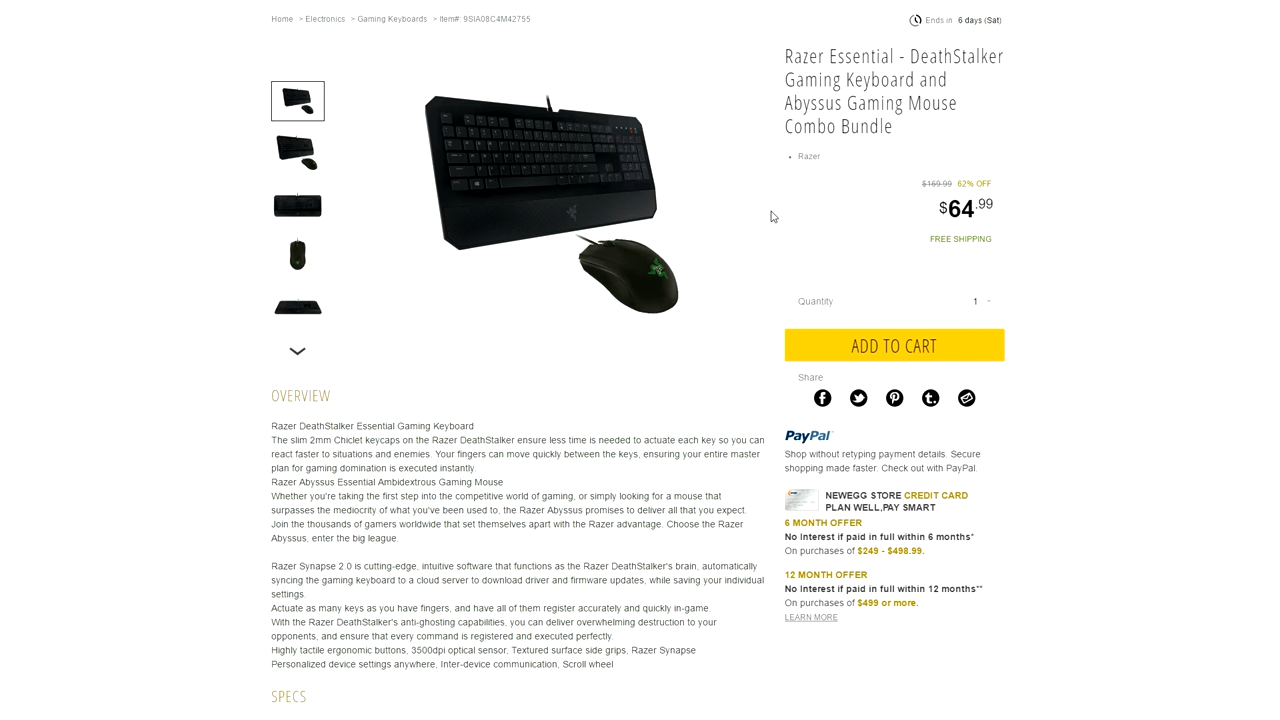 Home > Electronics > Gaming Keyboards > Item#: 9SIA08C4M42755
Ends in 6 days (Sat)
Razer Essential - DeathStalker
Gaming Keyboard and
Abyssus Gaming Mouse
Combo Bundle
• Razer
$169.99 62% OFF
$64.99
FREE SHIPPING
Quantity 1
ADD TO CART
Share
PayPal
Shop without retyping payment details. Secure
shopping made faster. Check out with PayPal.
NEWEGG STORE CREDIT CARD
PLAN WELL,PAY SMART
6 MONTH OFFER
No Interest if paid in full within 6 months*
On purchases of $249 - $498.99.
12 MONTH OFFER
No Interest if paid in full within 12 months**
On purchases of $499 or more.
LEARN MORE
OVERVIEW
Razer DeathStalker Essential Gaming Keyboard
The slim 2mm Chiclet keycaps on the Razer DeathStalker ensure less time is needed to actuate each key so you can
react faster to situations and enemies. Your fingers can move quickly between the keys, ensuring your entire master
plan for gaming domination is executed instantly.
Razer Abyssus Essential Ambidextrous Gaming Mouse
Whether you're taking the first step into the competitive world of gaming, or simply looking for a mouse that
surpasses the mediocrity of what you've been used to, the Razer Abyssus promises to deliver all that you expect.
Join the thousands of gamers worldwide that set themselves apart with the Razer advantage. Choose the Razer
Abyssus, enter the big league.
Razer Synapse 2.0 is cutting-edge, intuitive software that functions as the Razer DeathStalker's brain, automatically
syncing the gaming keyboard to a cloud server to download driver and firmware updates, while saving your individual
settings.
Actuate as many keys as you have fingers, and have all of them register accurately and quickly in-game.
With the Razer DeathStalker's anti-ghosting capabilities, you can deliver overwhelming destruction to your
opponents, and ensure that every command is registered and executed perfectly.
Highly tactile ergonomic buttons, 3500dpi optical sensor, Textured surface side grips, Razer Synapse
Personalized device settings anywhere, Inter-device communication, Scroll wheel
SPECS